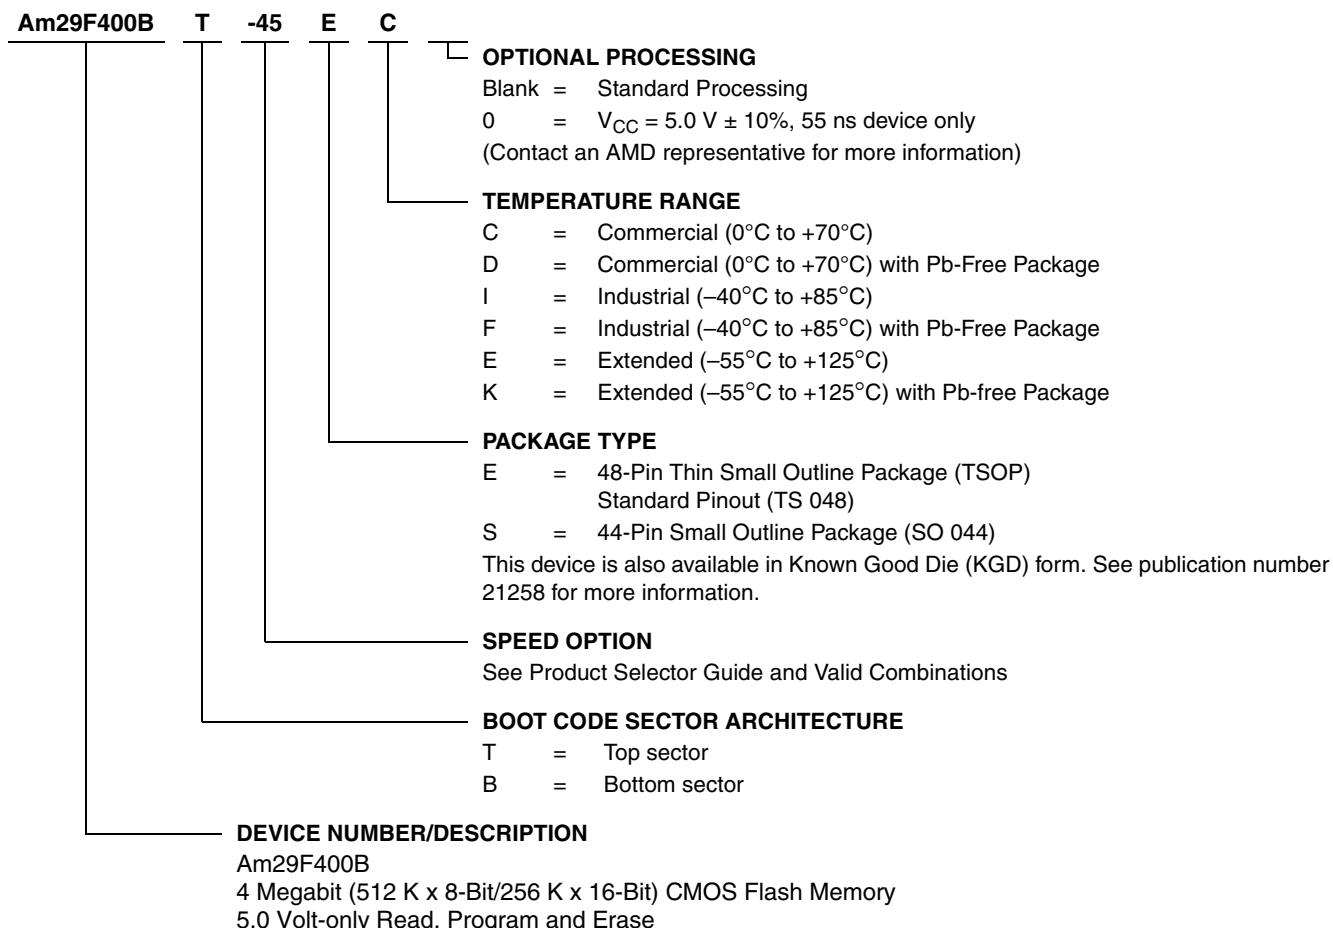 Am29F400B T -45 E C
OPTIONAL PROCESSING
Blank = Standard Processing
0 = VCC = 5.0 V ± 10%, 55 ns device only
(Contact an AMD representative for more information)
TEMPERATURE RANGE
C = Commercial (0°C to +70°C)
D = Commercial (0°C to +70°C) with Pb-Free Package
I = Industrial (–40°C to +85°C)
F = Industrial (–40°C to +85°C) with Pb-Free Package
E = Extended (–55°C to +125°C)
K = Extended (–55°C to +125°C) with Pb-free Package
PACKAGE TYPE
E = 48-Pin Thin Small Outline Package (TSOP)
Standard Pinout (TS 048)
S = 44-Pin Small Outline Package (SO 044)
This device is also available in Known Good Die (KGD) form. See publication number
21258 for more information.
SPEED OPTION
See Product Selector Guide and Valid Combinations
BOOT CODE SECTOR ARCHITECTURE
T = Top sector
B = Bottom sector
DEVICE NUMBER/DESCRIPTION
Am29F400B
4 Megabit (512 K x 8-Bit/256 K x 16-Bit) CMOS Flash Memory
5.0 Volt-only Read, Program and Erase